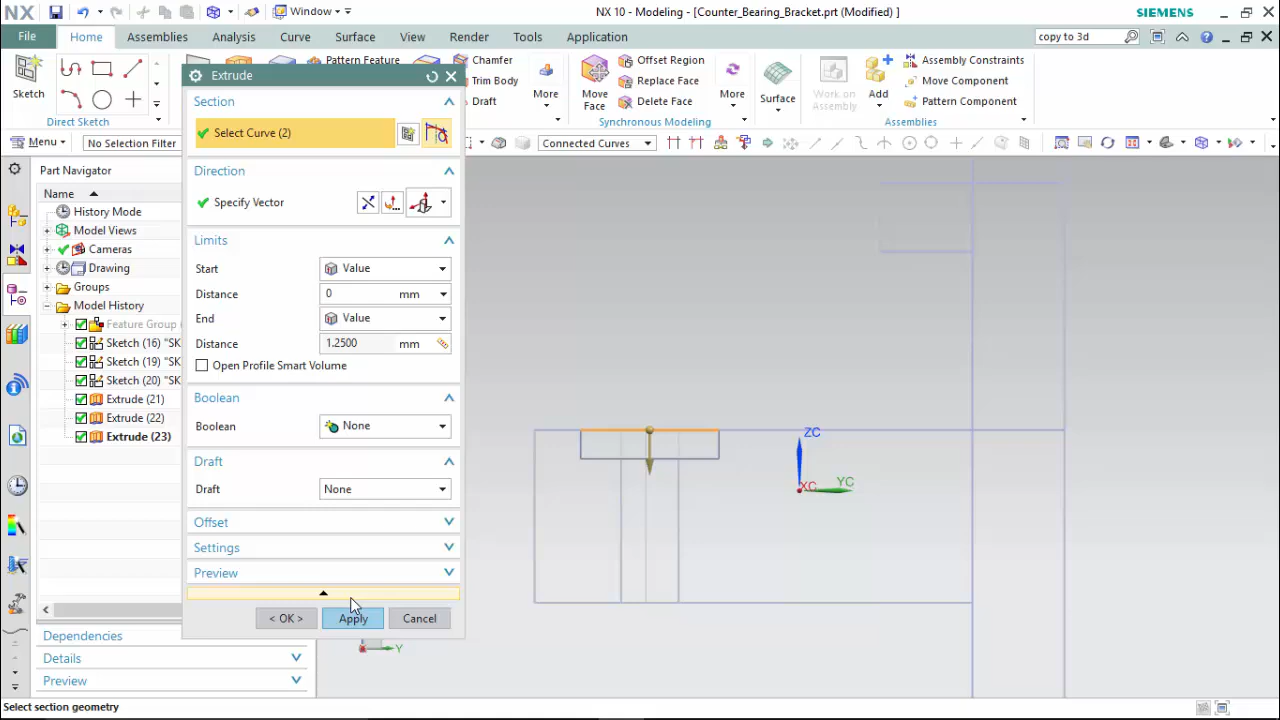 NX Window NX 10 - Modeling - [Counter_Bearing_Bracket.prt (Modified) ] SIEMENS
File Home Assemblies Analysis Curve Surface View Render Tools Application copy to 3d
Pattern Feature Chamfer Offset Region Assembly Constraints
Trim Body Replace Face Move Component
Draft Delete Face Pattern Component
Sketch More Move Face More Surface Work on Assembly Add
Direct Sketch Synchronous Modeling Assemblies
Menu No Selection Filter Connected Curves
Part Navigator
Name
History Mode
Model Views
Cameras
Drawing
Groups
Model History
Feature Group (
Sketch (16) "SK
Sketch (19) "SK
Sketch (20) "SK
Extrude (21)
Extrude (22)
Extrude (23)
Dependencies
Details
Preview
Extrude
Section
Select Curve (2)
Direction
Specify Vector
Limits
Start Value
Distance 0 mm
End Value
Distance 1.2500 mm
Open Profile Smart Volume
Boolean
Boolean None
Draft
Draft None
Offset
Settings
Preview
< OK > Apply Cancel
ZC
XC YC
Y
Select section geometry